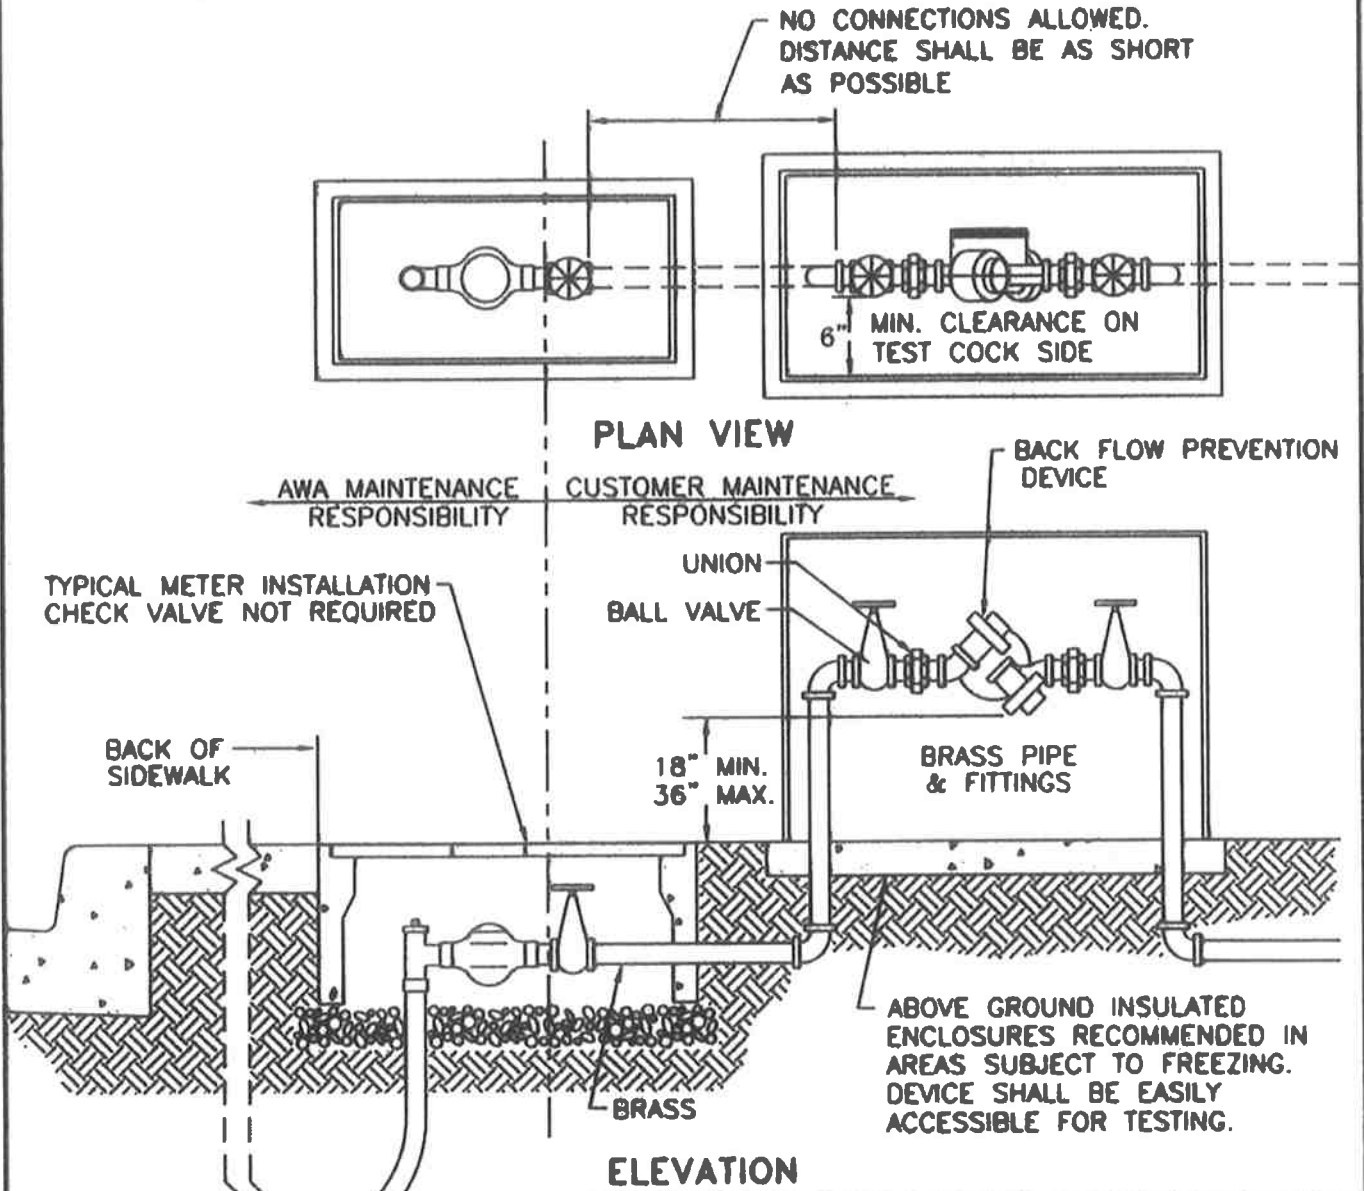 NO CONNECTIONS ALLOWED.
DISTANCE SHALL BE AS SHORT
AS POSSIBLE
6" MIN. CLEARANCE ON
TEST COCK SIDE
PLAN VIEW
AWA MAINTENANCE
RESPONSIBILITY
CUSTOMER MAINTENANCE
RESPONSIBILITY
BACK FLOW PREVENTION
DEVICE
UNION
BALL VALVE
TYPICAL METER INSTALLATION
CHECK VALVE NOT REQUIRED
BACK OF
SIDEWALK
18" MIN.
36" MAX.
BRASS PIPE
& FITTINGS
ABOVE GROUND INSULATED
ENCLOSURES RECOMMENDED IN
AREAS SUBJECT TO FREEZING.
DEVICE SHALL BE EASILY
ACCESSIBLE FOR TESTING.
BRASS
ELEVATION